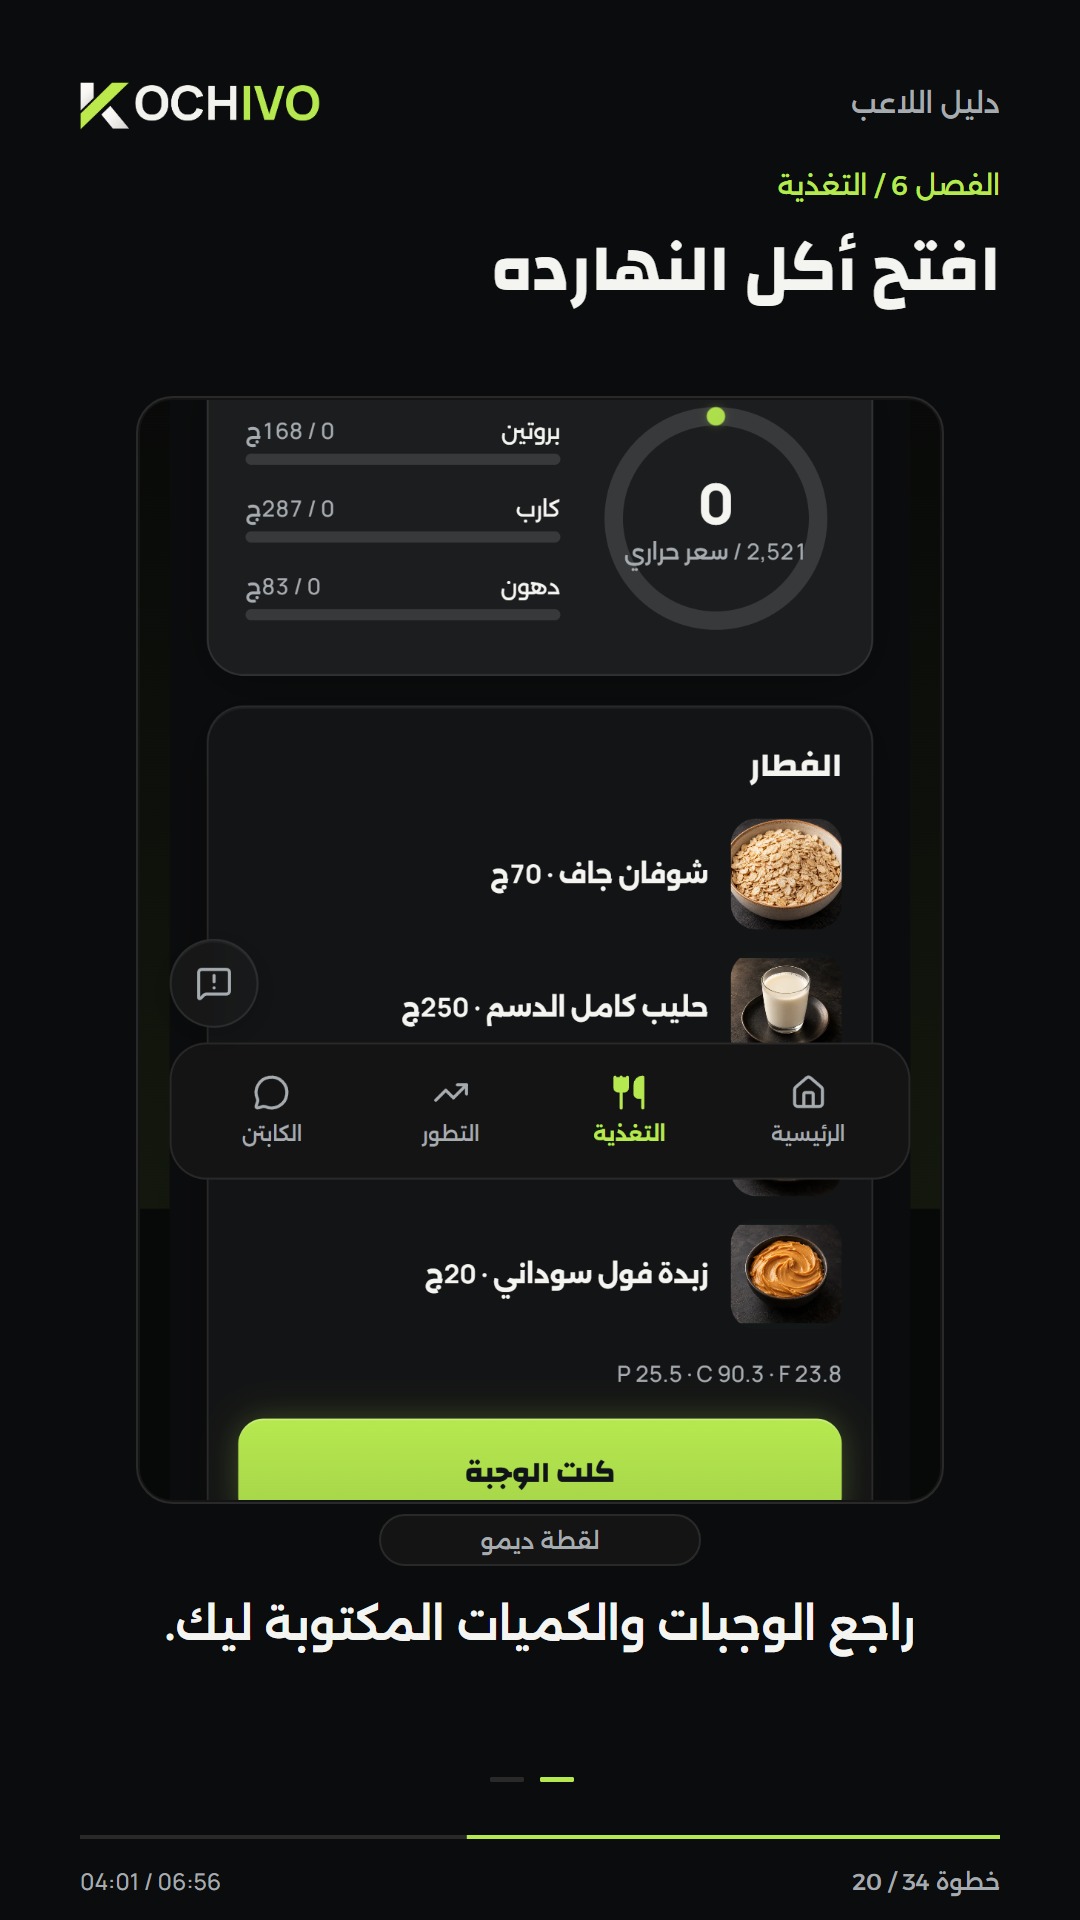 KOCHIVO
دليل اللاعب
الفصل 6 / التغذية
افتح أكل النهارده
0
2,521 / سعر حراري
بروتين
0 / 168ج
كارب
0 / 287ج
دهون
0 / 83ج
الفطار
شوفان جاف · 70ج
حليب كامل الدسم · 250ج
الرئيسية
التغذية
التطور
الكابتن
زبدة فول سوداني · 20ج
P 25.5 · C 90.3 · F 23.8
كلت الوجبة
لقطة ديمو
راجع الوجبات والكميات المكتوبة ليك.
خطوة 34 / 20
04:01 / 06:56